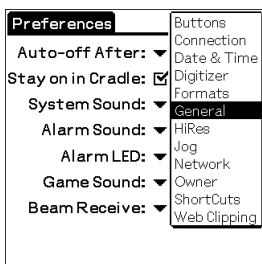 Preferences
Auto-off After:
Stay on in Cradle:
System Sound:
Alarm Sound:
Alarm LED:
Game Sound:
Beam Receive:
Buttons
Connection
Date & Time
Digitizer
Formats
General
HiRes
Jog
Network
Owner
ShortCuts
Web Clipping